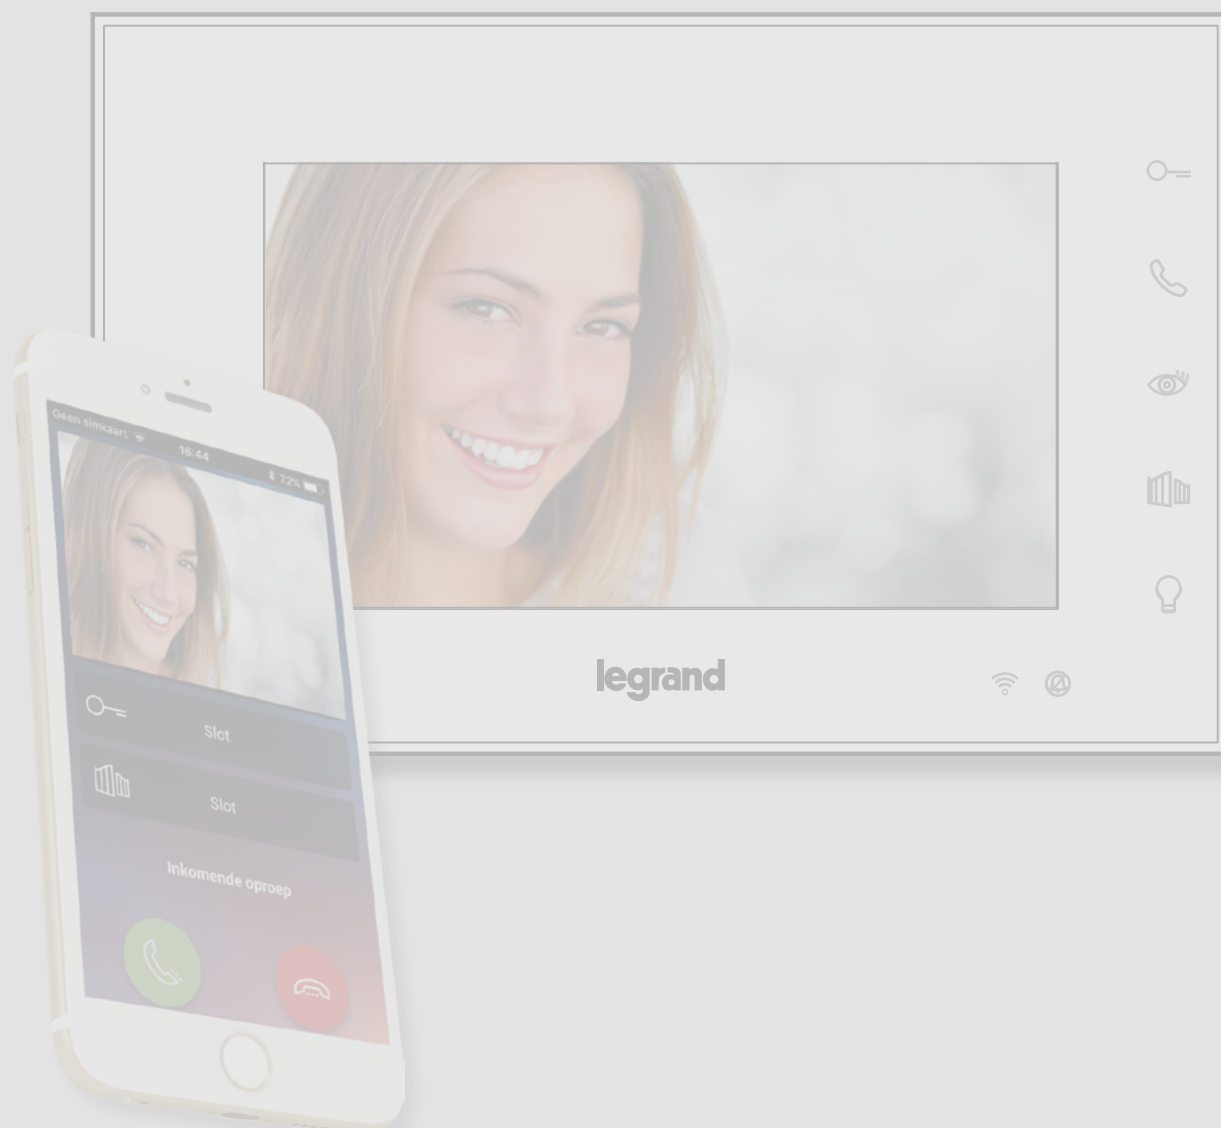 Geen simkaart
16:44
72%
Slot
Slot
Inkomende oproep
legrand